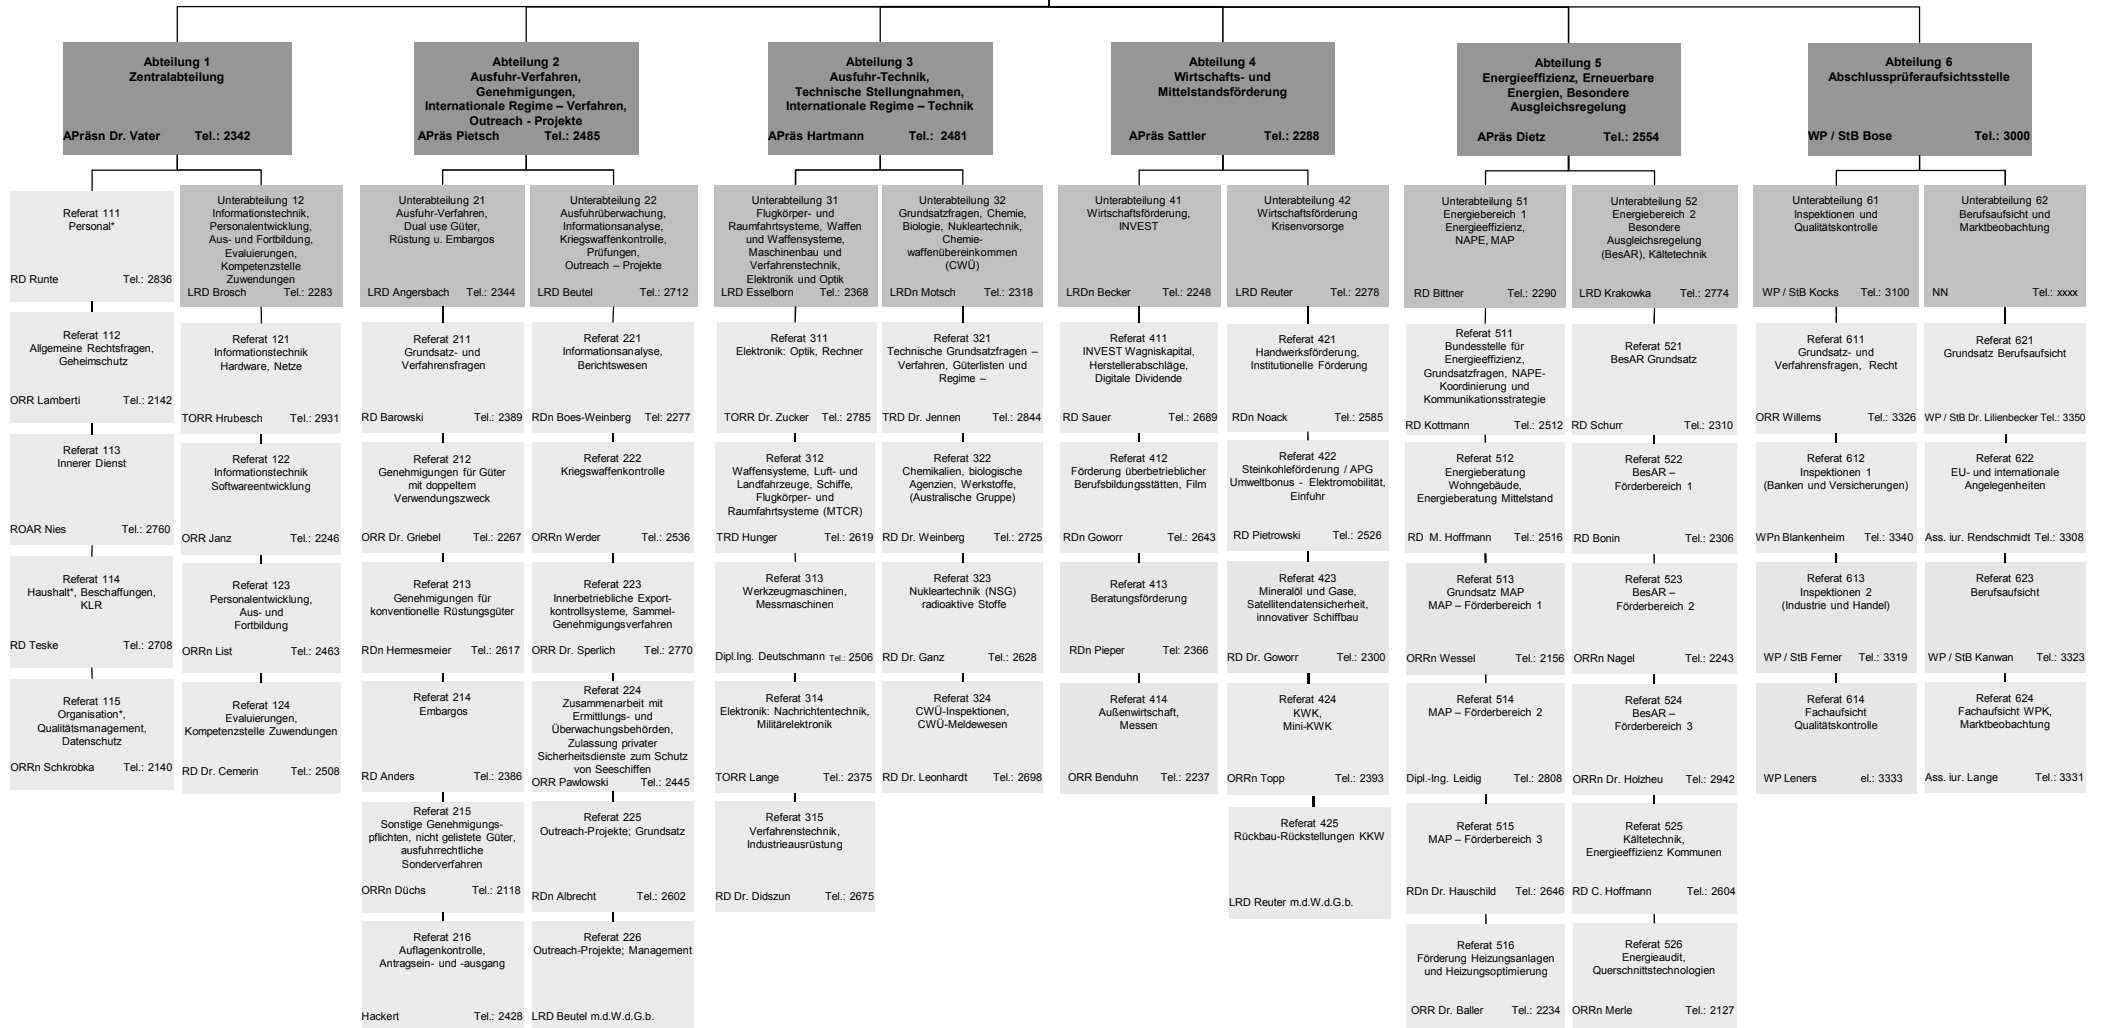 Abteilung 1
Zentralabteilung
APräsn Dr. Vater Tel.: 2342
Referat 111
Personal*
RD Runte Tel.: 2836
Referat 112
Allgemeine Rechtsfragen,
Geheimschutz
ORR Lamberti Tel.: 2142
Referat 113
Innerer Dienst
ROAR Nies Tel.: 2760
Referat 114
Haushalt*, Beschaffungen,
KLR
RD Teske Tel.: 2708
Referat 115
Organisation*,
Qualitätsmanagement,
Datenschutz
ORRn Schkrobka Tel.: 2140
Unterabteilung 12
Informationstechnik,
Personalentwicklung,
Aus- und Fortbildung,
Evaluierungen,
Kompetenzstelle
Zuwendungen
LRD Brosch Tel.: 2283
Referat 121
Informationstechnik
Hardware, Netze
TORR Hrubesch Tel.: 2931
Referat 122
Informationstechnik
Softwareentwicklung
ORR Janz Tel.: 2246
Referat 123
Personalentwicklung,
Aus- und
Fortbildung
ORRn List Tel.: 2463
Referat 124
Evaluierungen,
Kompetenzstelle Zuwendungen
RD Dr. Cemerin Tel.: 2508
Abteilung 2
Ausfuhr-Verfahren,
Genehmigungen,
Internationale Regime – Verfahren,
Outreach - Projekte
APräs Pietsch Tel.: 2485
Unterabteilung 21
Ausfuhr-Verfahren,
Dual use Güter,
Rüstung u. Embargos
LRD Angersbach Tel.: 2344
Referat 211
Grundsatz- und
Verfahrensfragen
RD Barowski Tel.: 2389
Referat 212
Genehmigungen für Güter
mit doppeltem
Verwendungszweck
ORR Dr. Griebel Tel.: 2267
Referat 213
Genehmigungen für
konventionelle Rüstungsgüter
RDn Hermesmeier Tel.: 2617
Referat 214
Embargos
RD Anders Tel.: 2386
Referat 215
Sonstige Genehmigungs-
pflichten, nicht gelistete Güter,
ausfuhrrechtliche
Sonderverfahren
ORRn Düchs Tel.: 2118
Referat 216
Auflagenkontrolle,
Antragsein- und -ausgang
Hackert Tel.: 2428
Unterabteilung 22
Ausfuhrüberwachung,
Informationsanalyse,
Kriegswaffenkontrolle,
Prüfungen,
Outreach – Projekte
LRD Beutel Tel.: 2712
Referat 221
Informationsanalyse,
Berichtswesen
RDn Boes-Weinberg Tel: 2277
Referat 222
Kriegswaffenkontrolle
ORRn Werder Tel.: 2536
Referat 223
Innerbetriebliche Export-
kontrollsysteme, Sammel-
Genehmigungsverfahren
ORR Dr. Sperlich Tel.: 2770
Referat 224
Zusammenarbeit mit
Ermittlungs- und
Überwachungsbehörden,
Zulassung privater
Sicherheitsdienste zum Schutz
von Seeschiffen
ORR Pawlowski Tel.: 2445
Referat 225
Outreach-Projekte; Grundsatz
RDn Albrecht Tel.: 2602
Referat 226
Outreach-Projekte; Management
LRD Beutel m.d.W.d.G.b.
Abteilung 3
Ausfuhr-Technik,
Technische Stellungnahmen,
Internationale Regime – Technik
APräs Hartmann Tel.: 2481
Unterabteilung 31
Flugkörper- und
Raumfahrtsysteme, Waffen
und Waffensysteme,
Maschinenbau und
Verfahrenstechnik,
Elektronik und Optik
LRD Esselborn Tel.: 2368
Referat 311
Elektronik: Optik, Rechner
TORR Dr. Zucker Tel.: 2785
Referat 312
Waffensysteme, Luft- und
Landfahrzeuge, Schiffe,
Flugkörper- und
Raumfahrtsysteme (MTCR)
TRD Hunger Tel.: 2619
Referat 313
Werkzeugmaschinen,
Messmaschinen
Dipl.Ing. Deutschmann Tel.: 2506
Referat 314
Elektronik: Nachrichtentechnik,
Militärelektronik
TORR Lange Tel.: 2375
Referat 315
Verfahrenstechnik,
Industrieausrüstung
RD Dr. Didszun Tel.: 2675
Unterabteilung 32
Grundsatzfragen, Chemie,
Biologie, Nukleartechnik,
Chemie-
waffenübereinkommen
(CWÜ)
LRDn Motsch Tel.: 2318
Referat 321
Technische Grundsatzfragen –
Verfahren, Güterlisten und
Regime –
TRD Dr. Jennen Tel.: 2844
Referat 322
Chemikalien, biologische
Agenzien, Werkstoffe,
(Australische Gruppe)
RD Dr. Weinberg Tel.: 2725
Referat 323
Nukleartechnik (NSG)
radioaktive Stoffe
RD Dr. Ganz Tel.: 2628
Referat 324
CWÜ-Inspektionen,
CWÜ-Meldewesen
RD Dr. Leonhardt Tel.: 2698
Abteilung 4
Wirtschafts- und
Mittelstandsförderung
APräs Sattler Tel.: 2288
Unterabteilung 41
Wirtschaftsförderung,
INVEST
LRDn Becker Tel.: 2248
Referat 411
INVEST Wagniskapital,
Herstellerabschläge,
Digitale Dividende
RD Sauer Tel.: 2689
Referat 412
Förderung überbetrieblicher
Berufsbildungsstätten, Film
RDn Goworr Tel.: 2643
Referat 413
Beratungsförderung
RDn Pieper Tel.: 2366
Referat 414
Außenwirtschaft,
Messen
ORR Benduhn Tel.: 2237
Unterabteilung 42
Wirtschaftsförderung
Krisenvorsorge
LRD Reuter Tel.: 2278
Referat 421
Handwerksförderung,
Institutionelle Förderung
RDn Noack Tel.: 2585
Referat 422
Steinkohleförderung / APG
Umweltbonus - Elektromobilität,
Einfuhr
RD Pietrowski Tel.: 2526
Referat 423
Mineralöl und Gase,
Satellitendatensicherheit,
innovativer Schiffbau
RD Dr. Goworr Tel.: 2300
Referat 424
KWK,
Mini-KWK
ORRn Topp Tel.: 2393
Referat 425
Rückbau-Rückstellungen KKW
LRD Reuter m.d.W.d.G.b.
Abteilung 5
Energieeffizienz, Erneuerbare
Energien, Besondere
Ausgleichsregelung
APräs Dietz Tel.: 2554
Unterabteilung 51
Energiebereich 1
Energieeffizienz,
NAPE, MAP
RD Bittner Tel.: 2290
Referat 511
Bundesstelle für
Energieeffizienz,
Grundsatzfragen, NAPE-
Koordinierung und
Kommunikationsstrategie
RD Kottmann Tel.: 2512
Referat 512
Energieberatung
Wohngebäude,
Energieberatung Mittelstand
RD M. Hoffmann Tel.: 2516
Referat 513
Grundsatz MAP
MAP – Förderbereich 1
ORRn Wessel Tel.: 2156
Referat 514
MAP – Förderbereich 2
Dipl.-Ing. Leidig Tel.: 2808
Referat 515
MAP – Förderbereich 3
RDn Dr. Hauschild Tel.: 2646
Referat 516
Förderung Heizungsanlagen
und Heizungsoptimierung
ORR Dr. Baller Tel.: 2234
Unterabteilung 52
Energiebereich 2
Besondere
Ausgleichsregelung
(BesAR), Kältetechnik
LRD Krakowka Tel.: 2774
Referat 521
BesAR Grundsatz
RD Schurr Tel.: 2310
Referat 522
BesAR –
Förderbereich 1
RD Bonin Tel.: 2306
Referat 523
BesAR –
Förderbereich 2
ORRn Nagel Tel.: 2243
Referat 524
BesAR –
Förderbereich 3
ORRn Dr. Holzheu Tel.: 2942
Referat 525
Kältetechnik,
Energieeffizienz Kommunen
RD C. Hoffmann Tel.: 2604
Referat 526
Energieaudit,
Querschnittstechnologien
ORRn Merle Tel.: 2127
Abteilung 6
Abschlussprüferaufsichtsstelle
WP / StB Bose Tel.: 3000
Unterabteilung 61
Inspektionen und
Qualitätskontrolle
WP / StB Kocks Tel.: 3100
Referat 611
Grundsatz- und
Verfahrensfragen, Recht
ORR Willems Tel.: 3326
Referat 612
Inspektionen 1
(Banken und Versicherungen)
WPn Blankenheim Tel.: 3340
Referat 613
Inspektionen 2
(Industrie und Handel)
WP / StB Ferner Tel.: 3319
Referat 614
Fachaufsicht
Qualitätskontrolle
WP Leners el.: 3333
Unterabteilung 62
Berufsaufsicht und
Marktbeobachtung
NN Tel.: xxxx
Referat 621
Grundsatz Berufsaufsicht
WP / StB Dr. Lilienbecker Tel.: 3350
Referat 622
EU- und internationale
Angelegenheiten
Ass. iur. Rendschmidt Tel.: 3308
Referat 623
Berufsaufsicht
WP / StB Kanwan Tel.: 3323
Referat 624
Fachaufsicht WPK,
Marktbeobachtung
Ass. iur. Lange Tel.: 3331